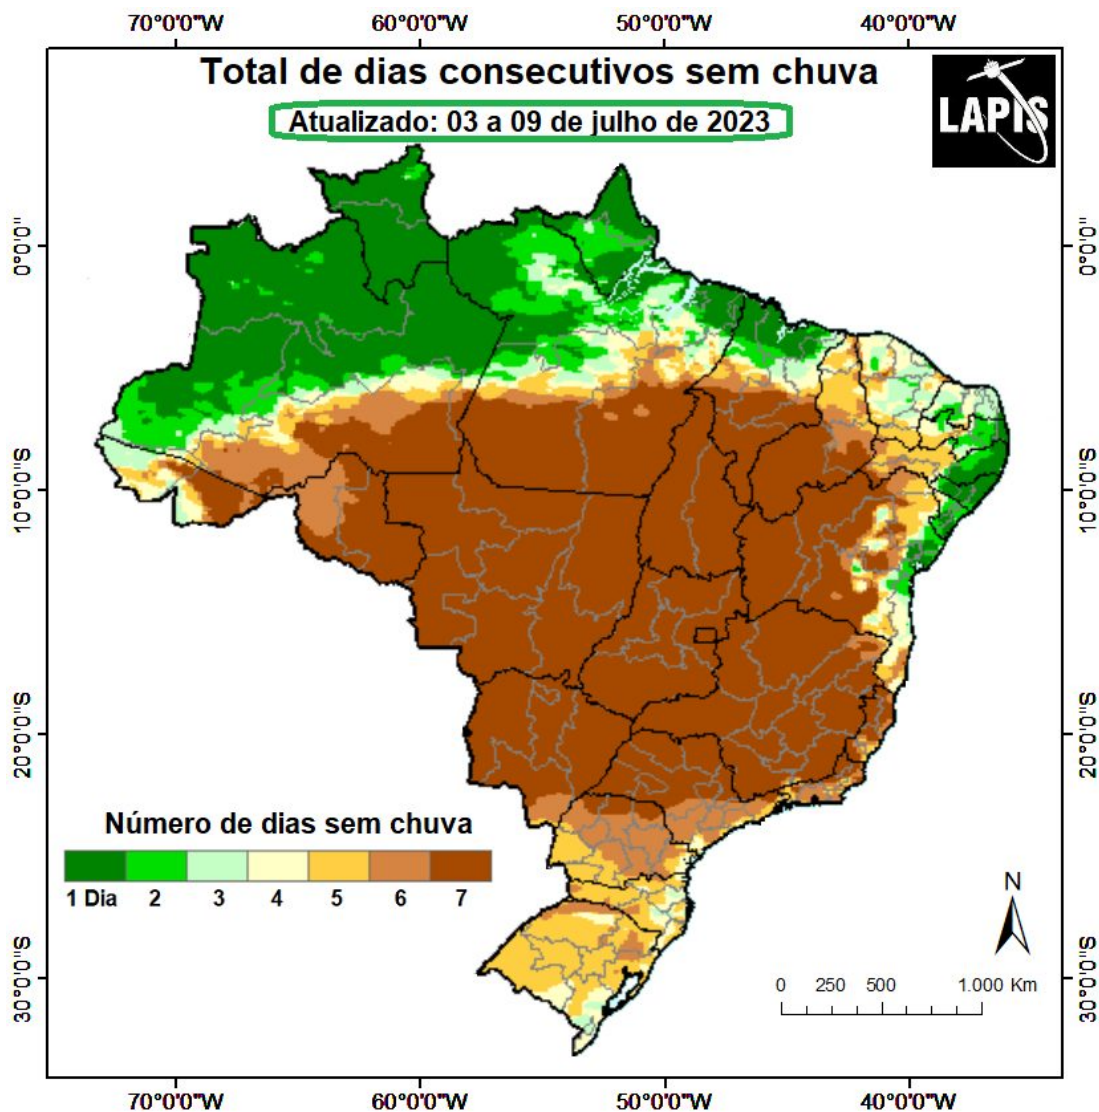 70°0'0"W 60°0'0"W 50°0'0"W 40°0'0"W
Total de dias consecutivos sem chuva
LAPIS
Atualizado: 03 a 09 de julho de 2023
0°0'0" 0°0'0"
10°0'0"S 10°0'0"S
20°0'0"S 20°0'0"S
Número de dias sem chuva
1 Dia 2 3 4 5 6 7
N
30°0'0"S 30°0'0"S
0 250 500 1.000 Km
70°0'0"W 60°0'0"W 50°0'0"W 40°0'0"W